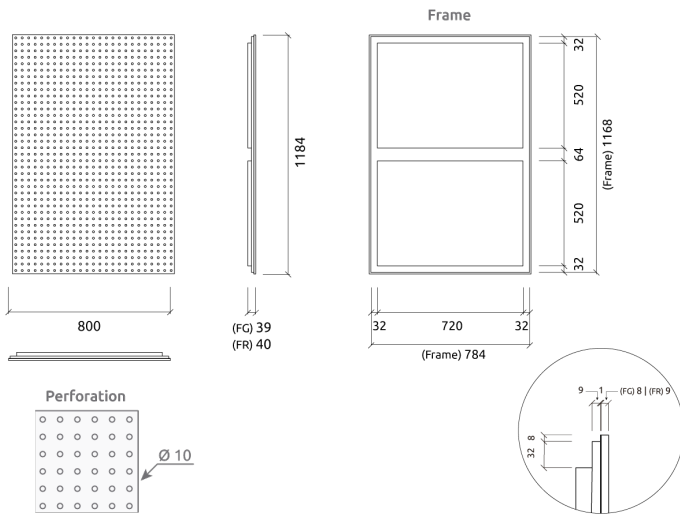 Frame
32
520
1184
64
(Frame) 1168
520
32
800
(FG) 39
(FR) 40
32 720 32
(Frame) 784
Perforation
Ø 10
9 1 (FG) 8 | (FR) 9
8
32